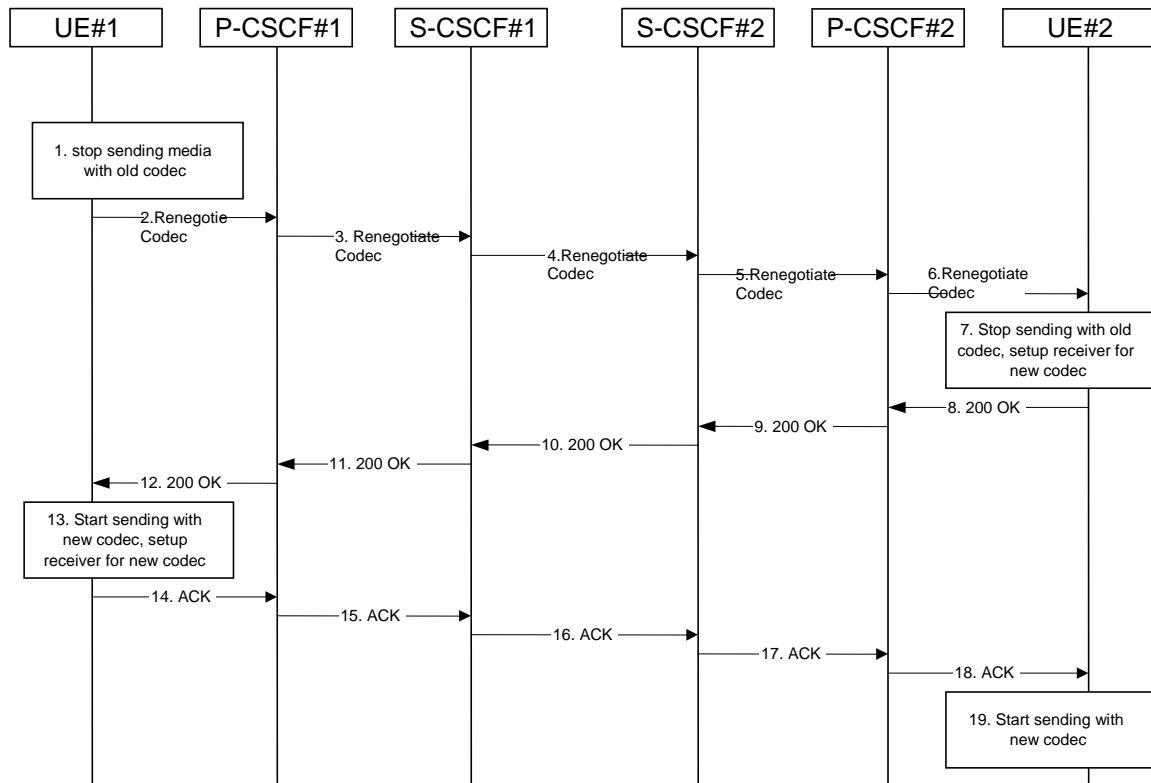 UE#1
P-CSCF#1
S-CSCF#1
S-CSCF#2
P-CSCF#2
UE#2
1. stop sending media
with old codec
2.Renegotie
Codec
3. Renegotiate
Codec
4.Renegotiate
Codec
5.Renegotiate
Codec
6.Renegotiate
Codec
7. Stop sending with old
codec, setup receiver for
new codec
8. 200 OK
9. 200 OK
10. 200 OK
11. 200 OK
12. 200 OK
13. Start sending with
new codec, setup
receiver for new codec
14. ACK
15. ACK
16. ACK
17. ACK
18. ACK
19. Start sending with
new codec